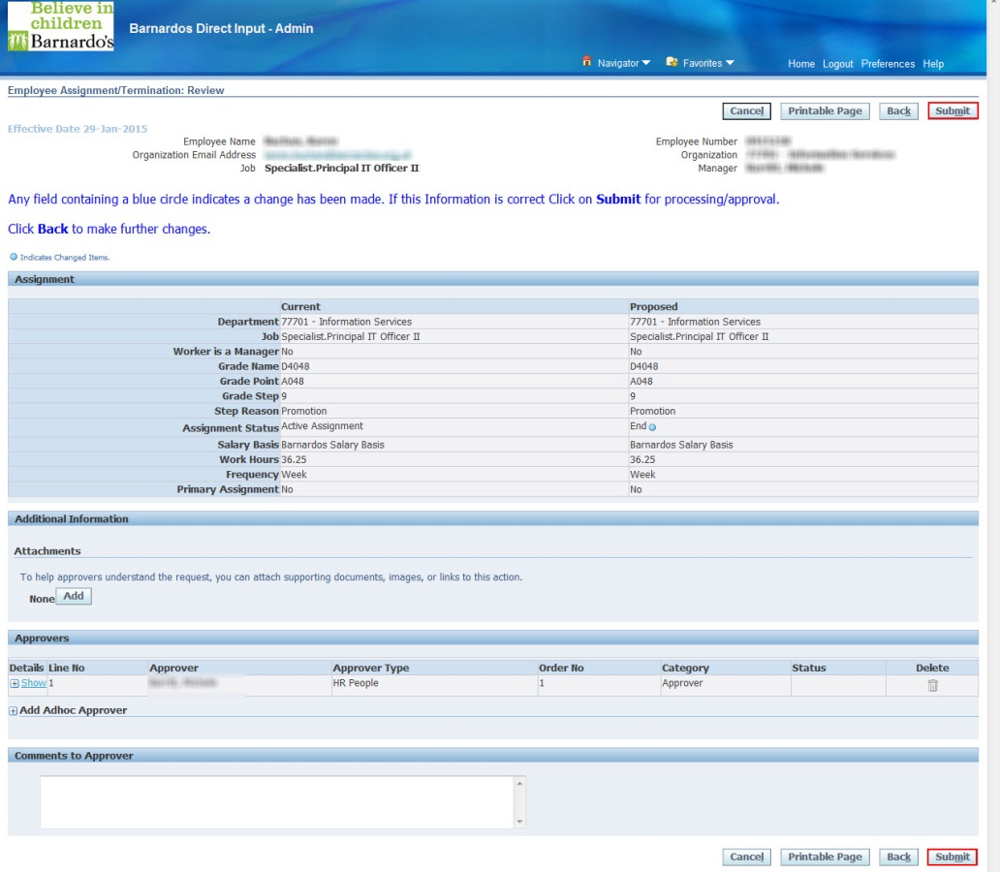 Believe in
children
Barnardo's
Barnardos Direct Input - Admin
Navigator Favorites Home Logout Preferences Help
Employee Assignment/Termination: Review
Cancel Printable Page Back Submit
Effective Date 29-Jan-2015
Employee Name Employee Number
Organization Email Address Organization
Job Specialist.Principal IT Officer II Manager
Any field containing a blue circle indicates a change has been made. If this Information is correct Click on Submit for processing/approval.
Click Back to make further changes.
Indicates Changed Items.
Assignment
Current Proposed
Department 77701 - Information Services 77701 - Information Services
Job Specialist.Principal IT Officer II Specialist.Principal IT Officer II
Worker is a Manager No No
Grade Name D4048 D4048
Grade Point A048 A048
Grade Step 9 9
Step Reason Promotion Promotion
Assignment Status Active Assignment End
Salary Basis Barnardos Salary Basis Barnardos Salary Basis
Work Hours 36.25 36.25
Frequency Week Week
Primary Assignment No No
Additional Information
Attachments
To help approvers understand the request, you can attach supporting documents, images, or links to this action.
None Add
Approvers
Details Line No Approver Approver Type Order No Category Status Delete
Show 1 HR People 1 Approver
Add Adhoc Approver
Comments to Approver
Cancel Printable Page Back Submit